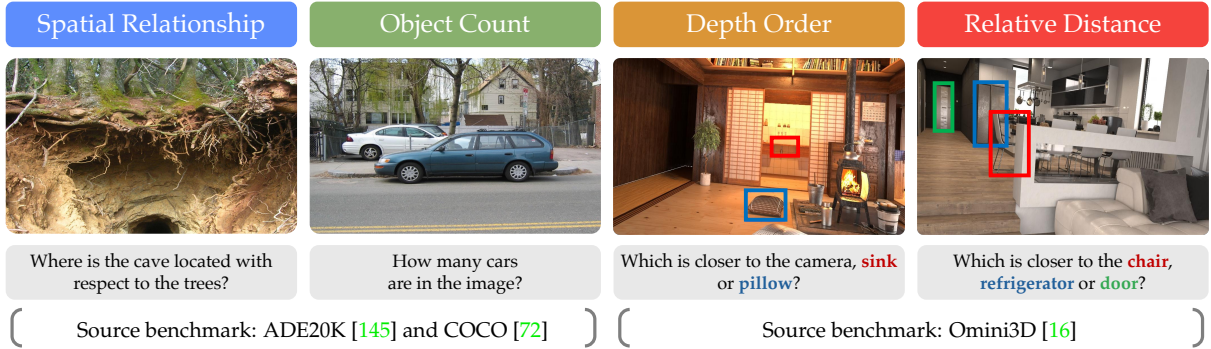 Spatial Relationship
Object Count
Depth Order
Relative Distance
Where is the cave located with
respect to the trees?
How many cars
are in the image?
Which is closer to the camera, sink
or pillow?
Which is closer to the chair,
refrigerator or door?
Source benchmark: ADE20K [145] and COCO [72]
Source benchmark: Omini3D [16]